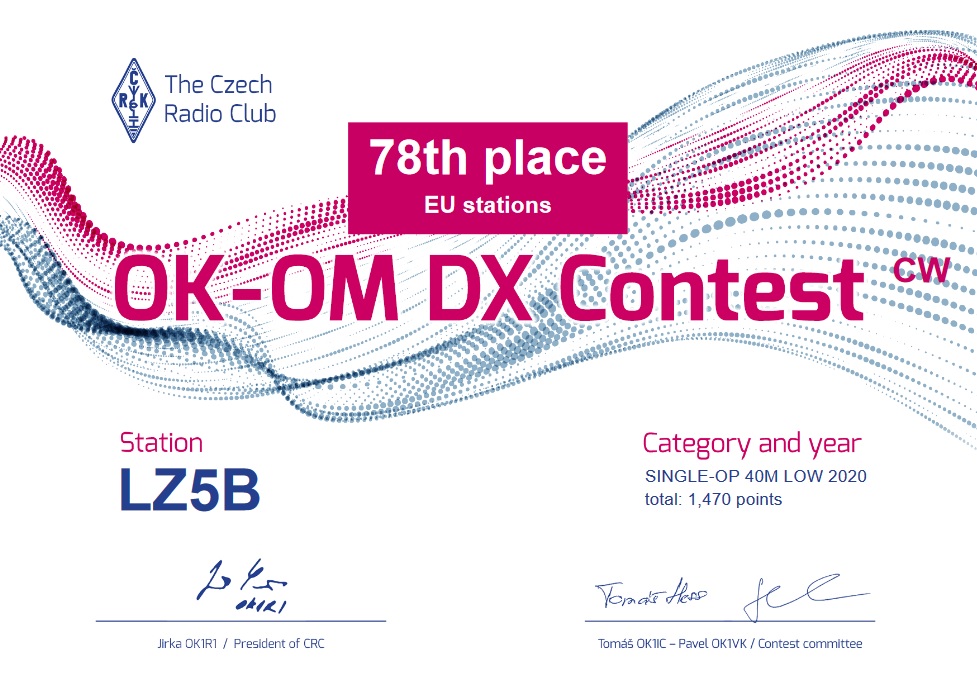 The Czech
Radio Club
Č
R K
78th place
EU stations
OK-OM DX Contest CW
Station
LZ5B
Category and year
SINGLE-OP 40M LOW 2020
total: 1,470 points
OK1R1
Tomáš
Jirka OK1R1 / President of CRC
Tomáš OK1IC – Pavel OK1VK / Contest committee